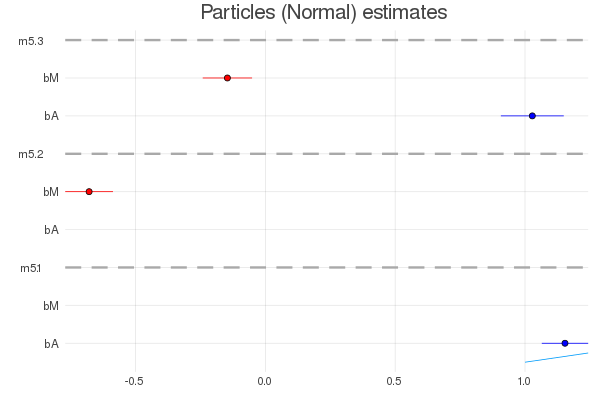 Particles (Normal) estimates
m5.3
bM
bA
m5.2
bM
bA
m5.1
bM
bA
-0.5 0.0 0.5 1.0